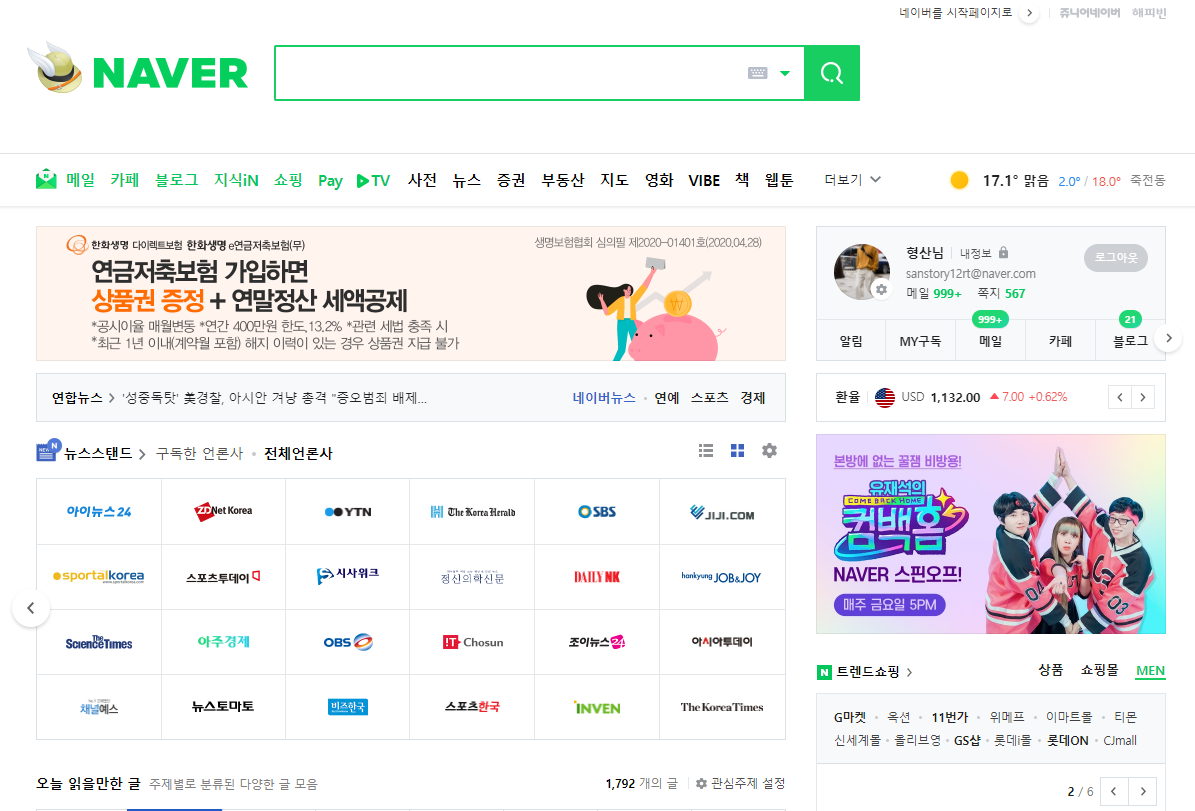 네이버를 시작페이지로 쥬니어네이버 해피빈
NAVER
메일 카페 블로그 지식iN 쇼핑 Pay TV 사전 뉴스 증권 부동산 지도 영화 VIBE 책 웹툰 더보기 17.1° 맑음 2.0° / 18.0° 죽전동
한화생명 다이렉트보험 한화생명 e연금저축보험(무)
생명보험협회 심의필 제2020-01401호(2020.04.28)
연금저축보험 가입하면
상품권 증정 + 연말정산 세액공제
*공시이율 매월변동 *연간 400만원 한도,13.2% *관련 세법 충족 시
*최근 1년 이내(계약월 포함) 해지 이력이 있는 경우 상품권 지급 불가
형산님 내정보 로그아웃
sanstory12rt@naver.com
메일 999+ 쪽지 567
999+ 21
알림 MY구독 메일 카페 블로그
연합뉴스 > '성중독탓' 美경찰, 아시안 겨냥 총격 "증오범죄 배제...
네이버뉴스 · 연예 스포츠 경제
환율 USD 1,132.00 ▲ 7.00 +0.62%
NEWS N 뉴스스탠드 > 구독한 언론사 · 전체언론사
아이뉴스24 ZDNet Korea YTN The Korea Herald SBS VIJI.COM
sportalkorea 스포츠투데이 시사위크 정신의학신문 DAILY NK hankyung JOB&JOY
The Science Times 아주경제 OBS IT Chosun 조이뉴스24 아시아투데이
채널예스 뉴스토마토 비즈한국 스포츠한국 INVEN The Korea Times
본방에 없는 꿀잼 비방용!
유재석의
COME BACK HOME
컴백홈
NAVER 스핀오프!
매주 금요일 5PM
N 트렌드쇼핑 > 상품 쇼핑몰 MEN
G마켓 · 옥션 · 11번가 · 위메프 · 이마트몰 · 티몬
신세계몰 · 올리브영 · GS샵 · 롯데i몰 · 롯데ON · CJmall
2 / 6
오늘 읽을만한 글 주제별로 분류된 다양한 글 모음
1,792 개의 글 관심주제 설정